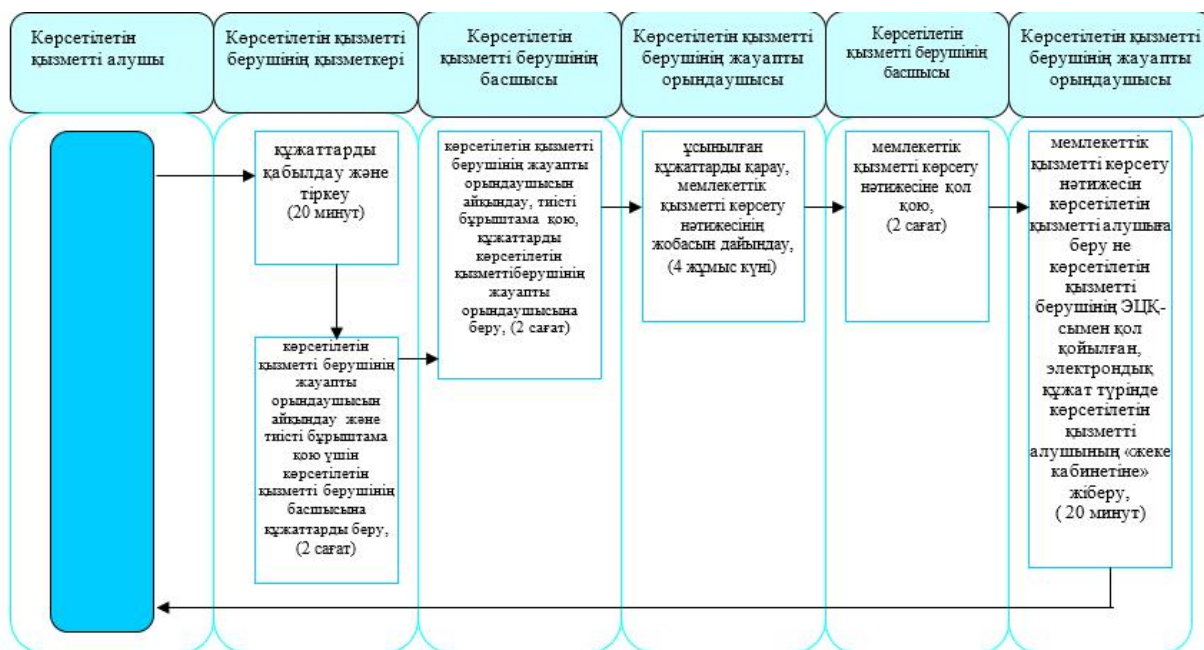 Көрсетілетін
қызметті алушы
Көрсетілетін қызметті
берушінің қызметкері
Көрсетілетін
қызметті берушінің
басшысы
Көрсетілетін қызметті
берушінің жауапты
орындаушысы
Көрсетілетін
қызметті берушінің
басшысы
Көрсетілетін қызметті
берушінің жауапты
орындаушысы
құжаттарды
қабылдау және
тіркеу
(20 минут)
көрсетілетін
қызметті берушінің
жауапты
орындаушысын
айқындау және
тиісті бұрыштама
қою үшін
көрсетілетін
қызметті берушінің
басшысына
құжаттарды беру,
(2 сағат)
көрсетілетін қызметті
берушінің жауапты
орындаушысын
айқындау, тиісті
бұрыштама қою,
құжаттарды
көрсетілетін
қызметтіберушінің
жауапты
орындаушысына
беру, (2 сағат)
ұсынылған
құжаттарды қарау,
мемлекеттік
қызметті көрсету
нәтижесінің
жобасын дайындау,
(4 жұмыс күні)
мемлекеттік
қызметті көрсету
нәтижесіне қол
қою,
(2 сағат)
мемлекеттік
қызметті көрсету
нәтижесін
көрсетілетін
қызметті алушыға
беру не
көрсетілетін
қызметті
берушінің ЭЦҚ-
сымен қол
қойылған,
электрондық
құжат түрінде
көрсетілетін
қызметті
алушының «жеке
кабинетіне»
жіберу,
( 20 минут)